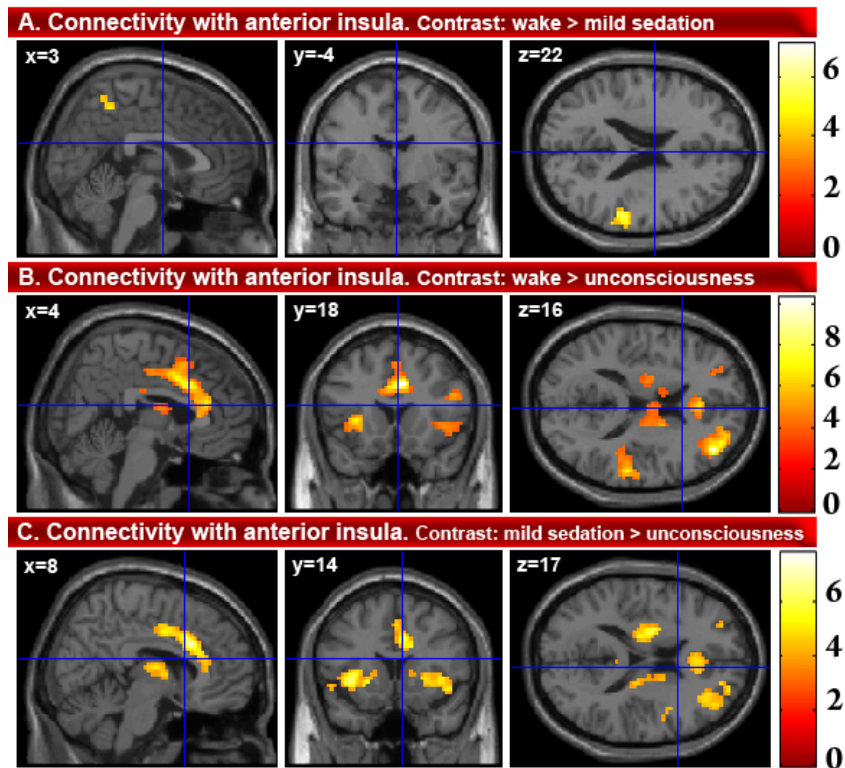 A. Connectivity with anterior insula. Contrast: wake > mild sedation
x=3 y=-4 z=22
6
4
2
0
B. Connectivity with anterior insula. Contrast: wake > unconsciousness
x=4 y=18 z=16
8
6
4
2
0
C. Connectivity with anterior insula. Contrast: mild sedation > unconsciousness
x=8 y=14 z=17
6
4
2
0